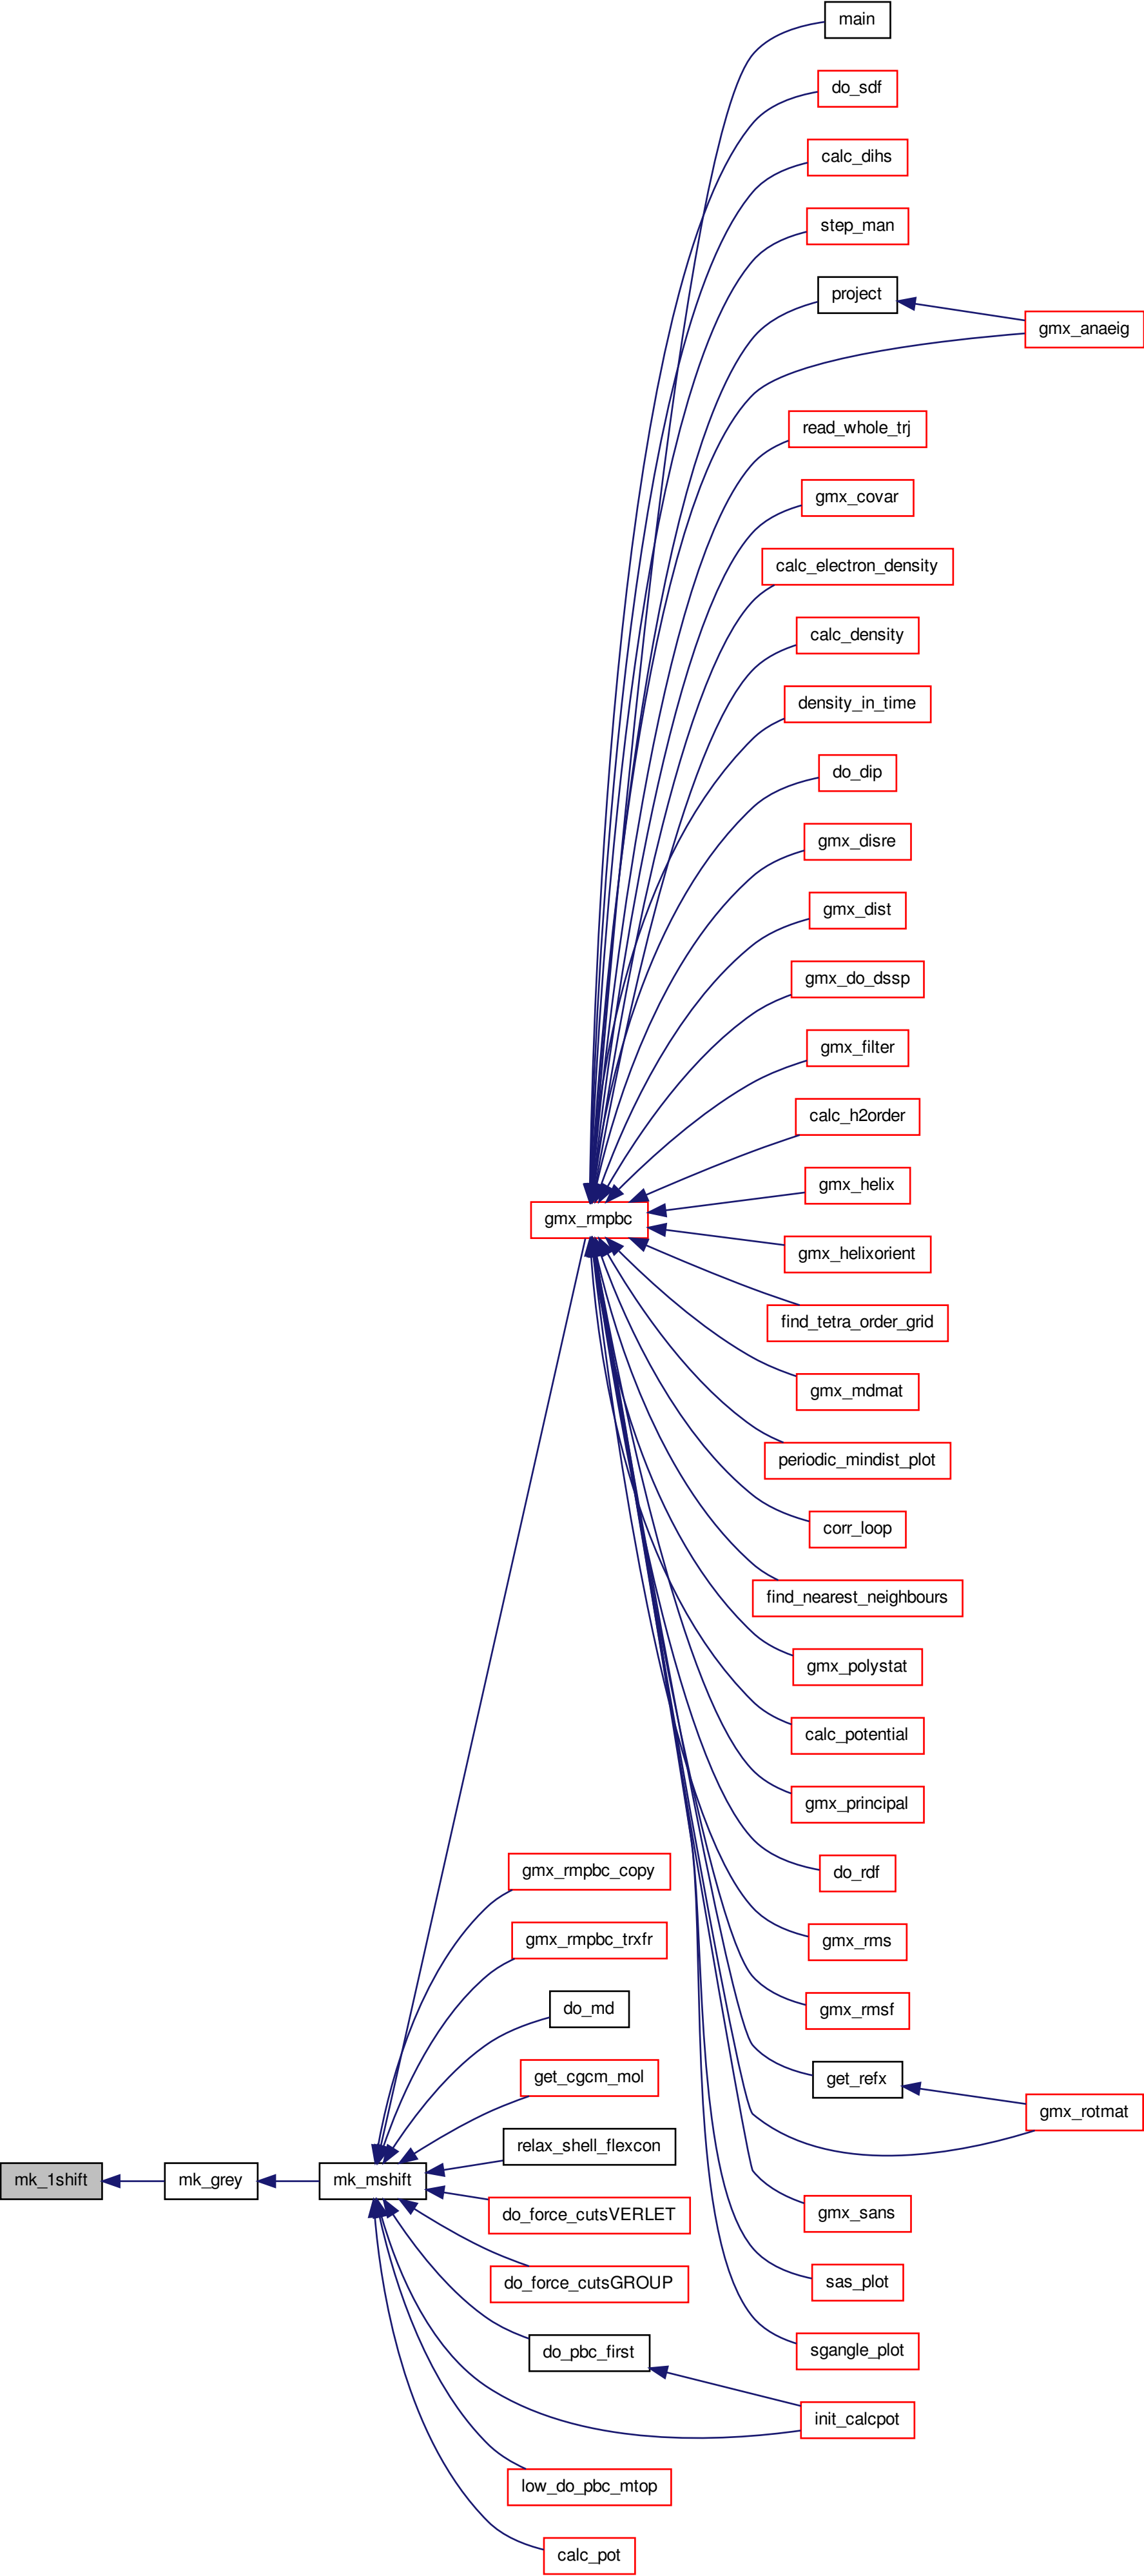 main
do_sdf
calc_dihs
step_man
project
gmx_anaeig
read_whole_trj
gmx_covar
calc_electron_density
calc_density
density_in_time
do_dip
gmx_disre
gmx_dist
gmx_do_dssp
gmx_filter
calc_h2order
gmx_helix
gmx_rmpbc
gmx_helixorient
find_tetra_order_grid
gmx_mdmat
periodic_mindist_plot
corr_loop
find_nearest_neighbours
gmx_polystat
calc_potential
gmx_principal
do_rdf
gmx_rmpbc_copy
gmx_rms
gmx_rmpbc_trxfr
gmx_rmsf
do_md
get_refx
get_cgcm_mol
gmx_rotmat
relax_shell_flexcon
mk_1shift
mk_grey
mk_mshift
gmx_sans
do_force_cutsVERLET
sas_plot
do_force_cutsGROUP
sgangle_plot
do_pbc_first
init_calcpot
low_do_pbc_mtop
calc_pot